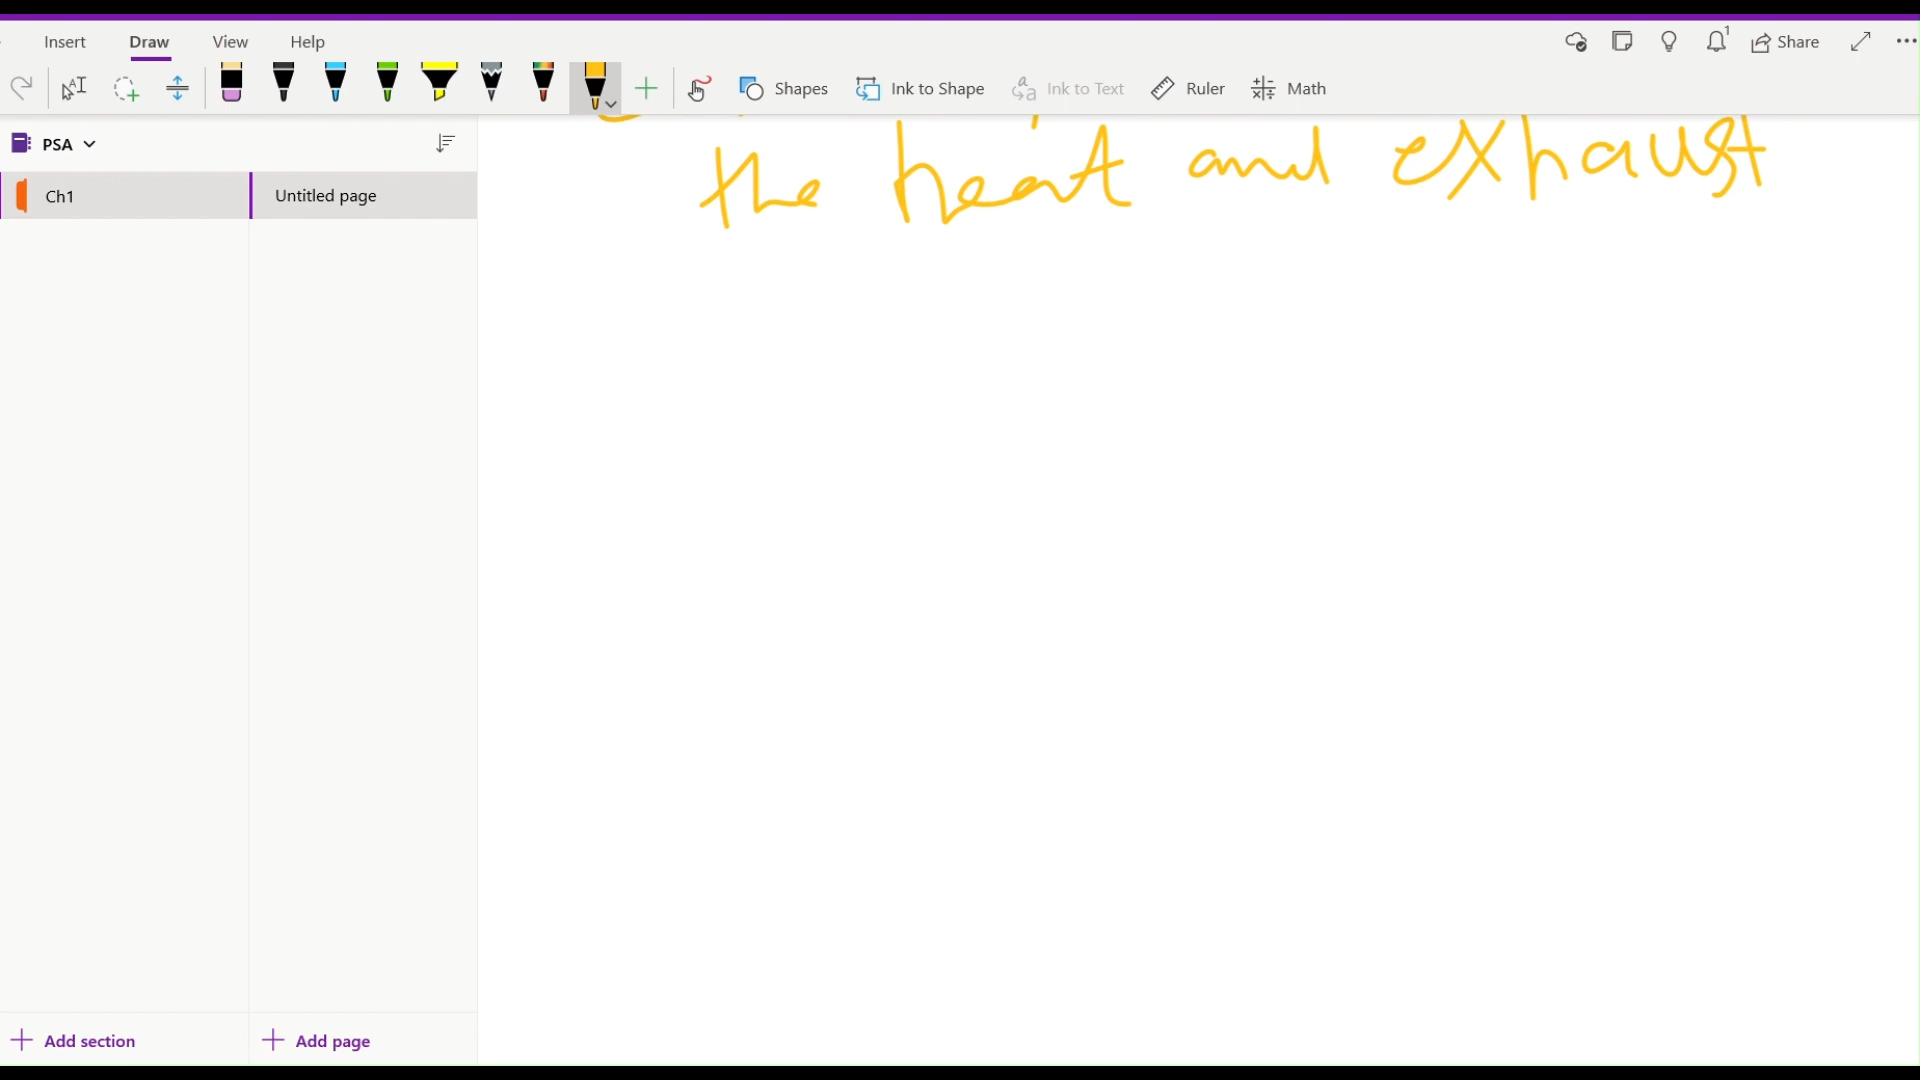 Insert Draw View Help 1 Share
Shapes Ink to Shape Ink to Text Ruler Math
PSA
the heat and exhaust
Ch1 Untitled page
Add section Add page